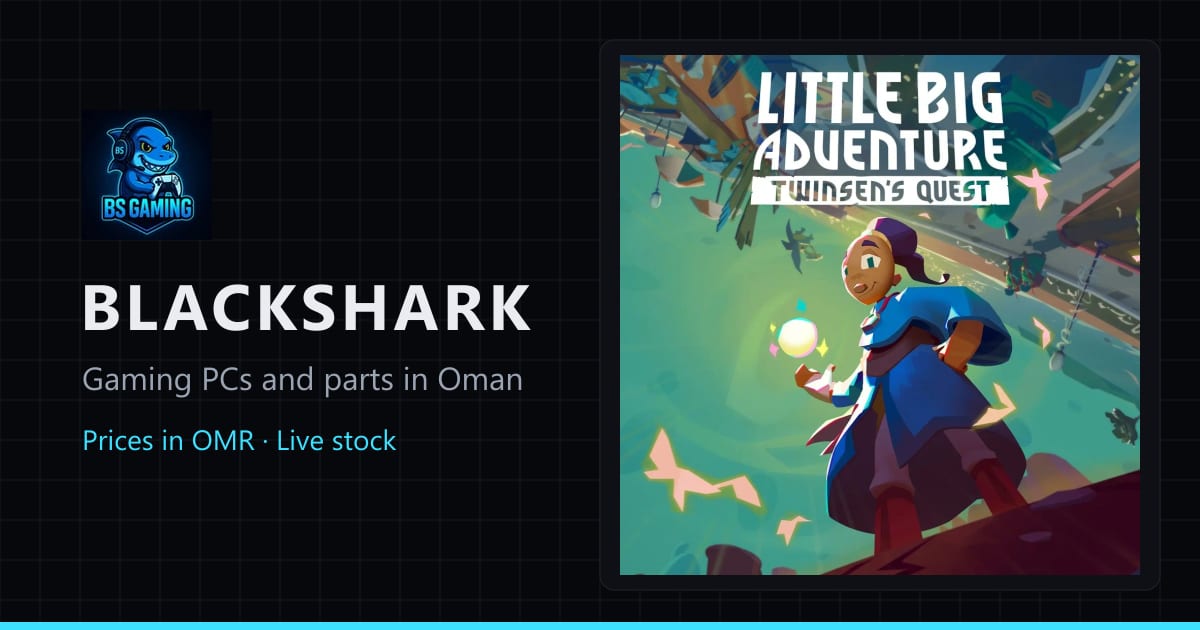 BS
BS GAMING
BLACKSHARK
Gaming PCs and parts in Oman
Prices in OMR · Live stock
LITTLE BIG
ADVENTURE
TWINSEN'S QUEST